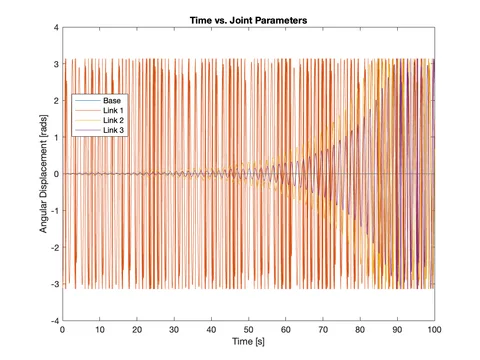 Time vs. Joint Parameters
4
3
2
1
0
-1
-2
-3
-4
Angular Displacement [rads]
Base
Link 1
Link 2
Link 3
0 10 20 30 40 50 60 70 80 90 100
Time [s]